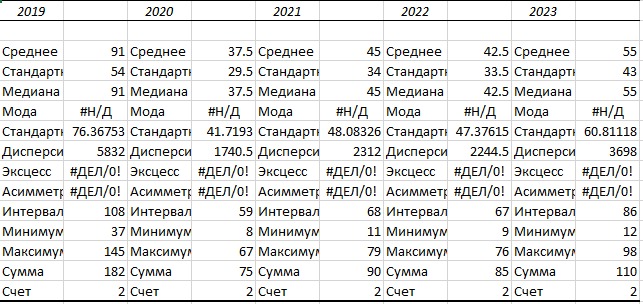 2019 2020 2021 2022 2023
Среднее 91 Среднее 37.5 Среднее 45 Среднее 42.5 Среднее 55
Стандартн 54 Стандартн 29.5 Стандартн 34 Стандартн 33.5 Стандартн 43
Медиана 91 Медиана 37.5 Медиана 45 Медиана 42.5 Медиана 55
Мода #Н/Д Мода #Н/Д Мода #Н/Д Мода #Н/Д Мода #Н/Д
Стандартн 76.36753 Стандартн 41.7193 Стандартн 48.08326 Стандартн 47.37615 Стандартн 60.81118
Дисперси 5832 Дисперси 1740.5 Дисперси 2312 Дисперси 2244.5 Дисперси 3698
Эксцесс #ДЕЛ/0! Эксцесс #ДЕЛ/0! Эксцесс #ДЕЛ/0! Эксцесс #ДЕЛ/0! Эксцесс #ДЕЛ/0!
Асимметр #ДЕЛ/0! Асимметр #ДЕЛ/0! Асимметр #ДЕЛ/0! Асимметр #ДЕЛ/0! Асимметр #ДЕЛ/0!
Интервал 108 Интервал 59 Интервал 68 Интервал 67 Интервал 86
Минимум 37 Минимум 8 Минимум 11 Минимум 9 Минимум 12
Максимум 145 Максимум 67 Максимум 79 Максимум 76 Максимум 98
Сумма 182 Сумма 75 Сумма 90 Сумма 85 Сумма 110
Счет 2 Счет 2 Счет 2 Счет 2 Счет 2